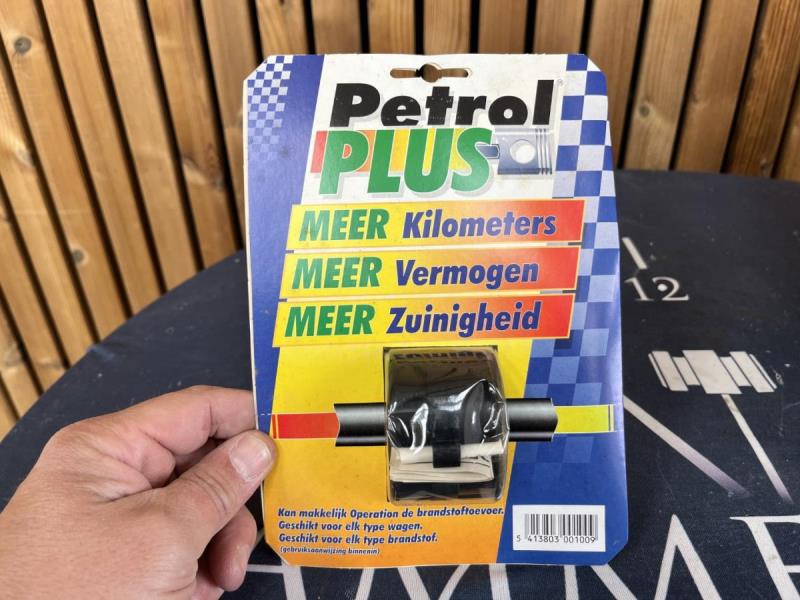 Petrol
PLUS
MEER Kilometers
MEER Vermogen
MEER Zuinigheid
Kan makkelijk Operation de brandstoftoevoer.
Geschikt voor elk type wagen.
Geschikt voor elk type brandstof.
(gebruiksaanwijzing binnenin)
5 413803 001009
12